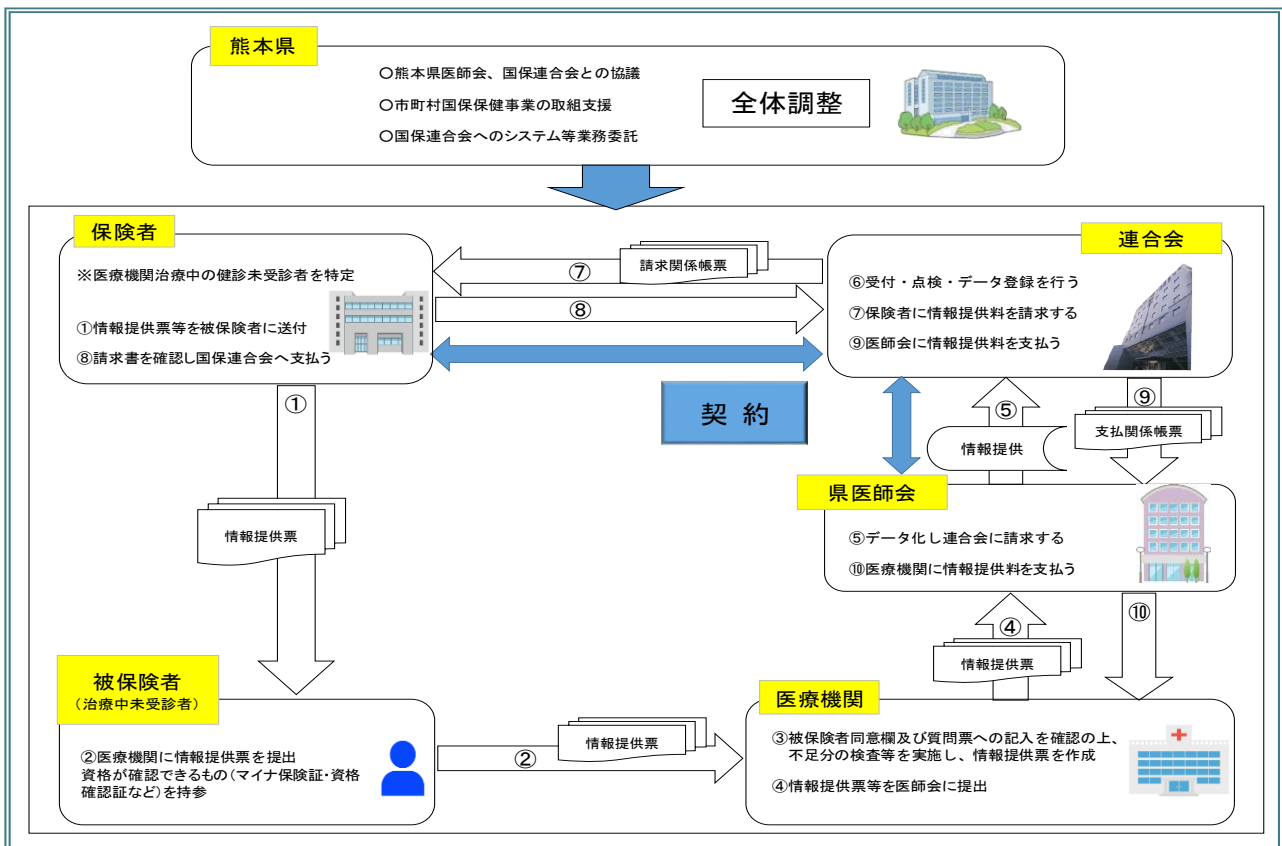 熊本県
〇熊本県医師会、国保連合会との協議
〇市町村国保保健事業の取組支援
〇国保連合会へのシステム等業務委託
全体調整
保険者
※医療機関治療中の健診未受診者を特定
①情報提供票等を被保険者に送付
⑧請求書を確認し国保連合会へ支払う
⑦
請求関係帳票
⑧
連合会
⑥受付・点検・データ登録を行う
⑦保険者に情報提供料を請求する
⑨医師会に情報提供料を支払う
契 約
①
情報提供票
⑤
情報提供
⑨
支払関係帳票
県医師会
⑤データ化し連合会に請求する
⑩医療機関に情報提供料を支払う
④
情報提供票
⑩
被保険者
（治療中未受診者）
②医療機関に情報提供票を提出
資格が確認できるもの（マイナ保険証・資格
確認証など）を持参
②
情報提供票
医療機関
③被保険者同意欄及び質問票への記入を確認の上、
不足分の検査等を実施し、情報提供票を作成
④情報提供票等を医師会に提出